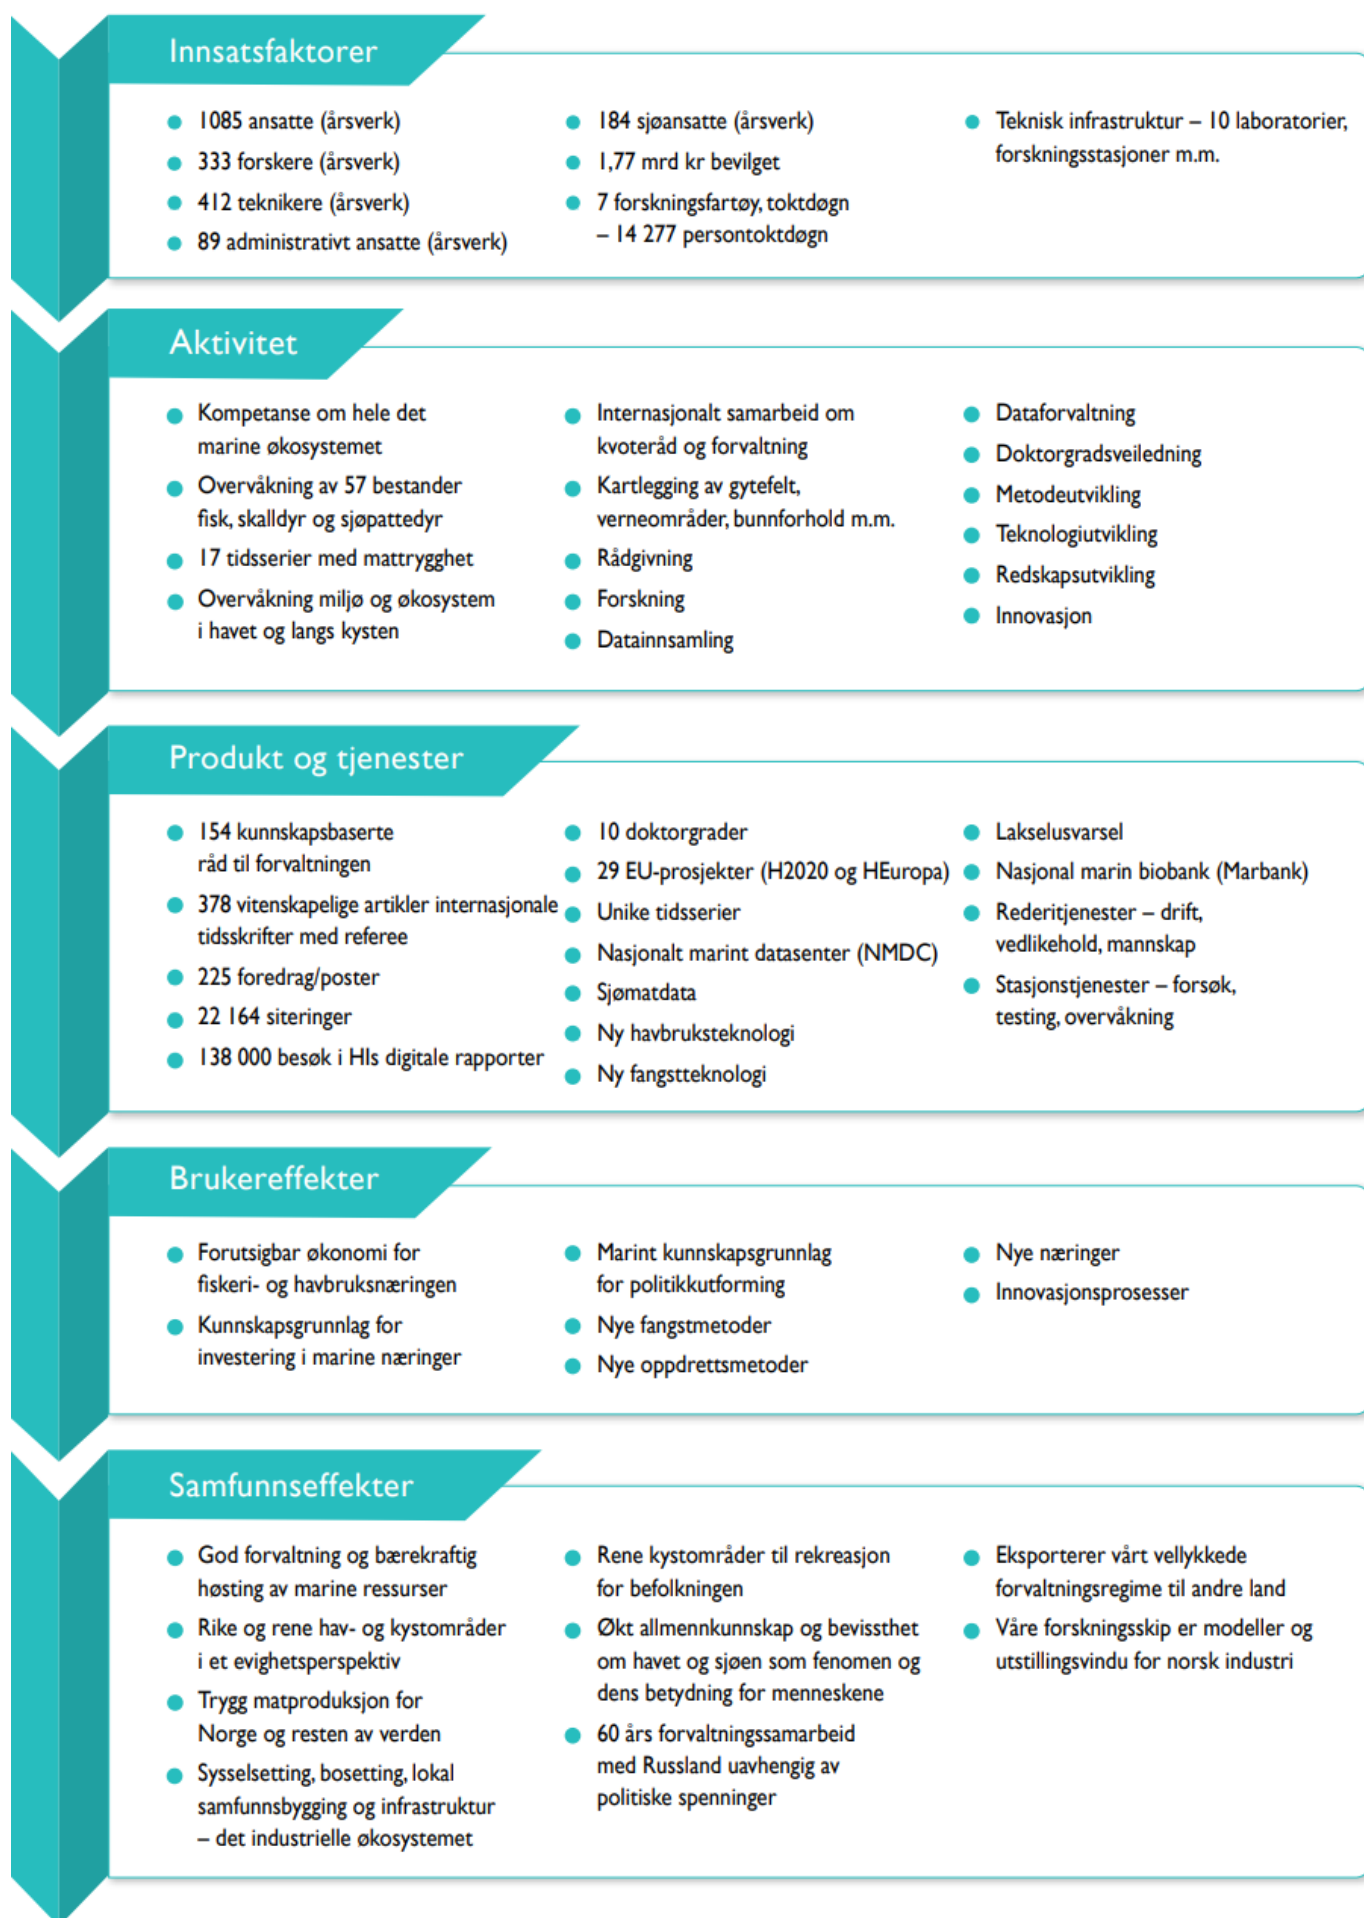 Innsatsfaktorer
1085 ansatte (årsverk)
333 forskere (årsverk)
412 teknikere (årsverk)
89 administrativt ansatte (årsverk)
184 sjøansatte (årsverk)
1,77 mrd kr bevilget
7 forskningsfartøy, toktdøgn
– 14 277 persontoktdøgn
Teknisk infrastruktur – 10 laboratorier,
forskningsstasjoner m.m.
Aktivitet
Kompetanse om hele det
marine økosystemet
Overvåkning av 57 bestander
fisk, skalldyr og sjøpattedyr
17 tidsserier med mattrygghet
Overvåkning miljø og økosystem
i havet og langs kysten
Internasjonalt samarbeid om
kvoteråd og forvaltning
Kartlegging av gytefelt,
verneområder, bunnforhold m.m.
Rådgivning
Forskning
Datainnsamling
Dataforvaltning
Doktorgradsveiledning
Metodeutvikling
Teknologiutvikling
Redskapsutvikling
Innovasjon
Produkt og tjenester
154 kunnskapsbaserte
råd til forvaltningen
378 vitenskapelige artikler internasjonale
tidsskrifter med referee
225 foredrag/poster
22 164 siteringer
138 000 besøk i HIs digitale rapporter
10 doktorgrader
29 EU-prosjekter (H2020 og HEuropa)
Unike tidsserier
Nasjonalt marint datasenter (NMDC)
Sjømatdata
Ny havbruksteknologi
Ny fangstteknologi
Lakselusvarsel
Nasjonal marin biobank (Marbank)
Rederitjenester – drift,
vedlikehold, mannskap
Stasjonstjenester – forsøk,
testing, overvåkning
Brukereffekter
Forutsigbar økonomi for
fiskeri- og havbruksnæringen
Kunnskapsgrunnlag for
investering i marine næringer
Marint kunnskapsgrunnlag
for politikkutforming
Nye fangstmetoder
Nye oppdrettsmetoder
Nye næringer
Innovasjonsprosesser
Samfunnseffekter
God forvaltning og bærekraftig
høsting av marine ressurser
Rike og rene hav- og kystområder
i et evighetsperspektiv
Trygg matproduksjon for
Norge og resten av verden
Sysselsetting, bosetting, lokal
samfunnsbygging og infrastruktur
– det industrielle økosystemet
Rene kystområder til rekreasjon
for befolkningen
Økt allmennkunnskap og bevissthet
om havet og sjøen som fenomen og
dens betydning for menneskene
60 års forvaltningssamarbeid
med Russland uavhengig av
politiske spenninger
Eksporterer vårt vellykkede
forvaltningsregime til andre land
Våre forskningsskip er modeller og
utstillingsvindu for norsk industri